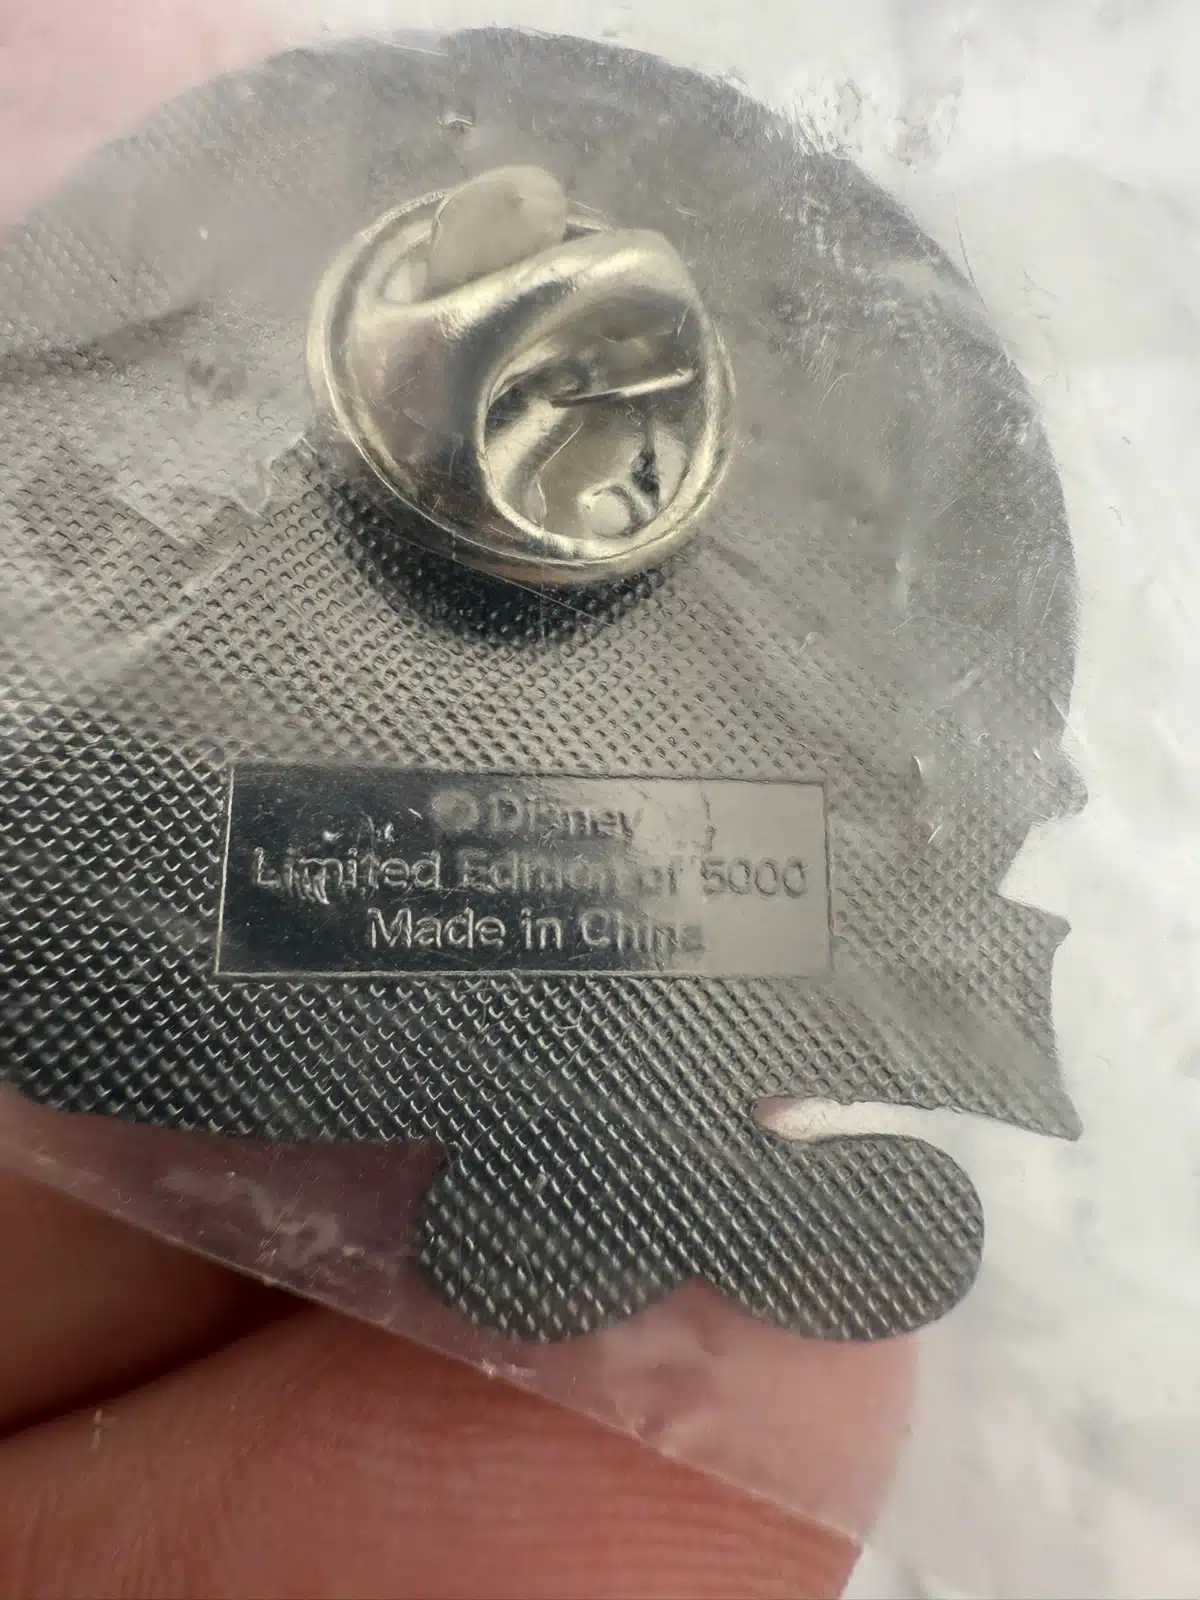 ©Disney
Limited Edition of 5000
Made in China